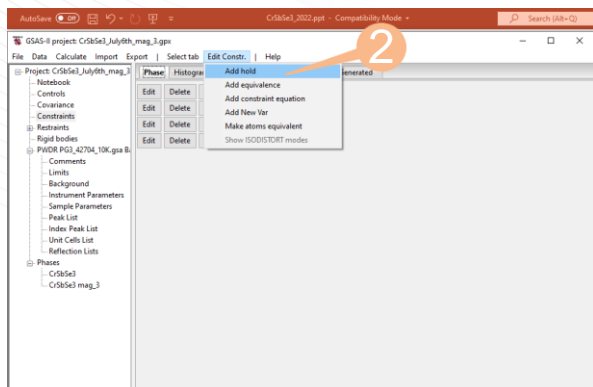 AutoSave Off CrSbSe3_2022.ppt - Compatibility Mode Search (Alt+Q)
GSAS-II project: CrSbSe3_July6th_mag_3.gpx
File Data Calculate Import Export | Select tab Edit Constr. | Help
2
Project: CrSbSe3_July6th_mag_3
Notebook
Controls
Covariance
Constraints
Restraints
Rigid bodies
PWDR PG3_42704_10K.gsa
Comments
Limits
Background
Instrument Parameters
Sample Parameters
Peak List
Index Peak List
Unit Cells List
Reflection Lists
Phases
CrSbSe3
CrSbSe3 mag_3
Phase Histogra enerated
Edit Delete
Edit Delete
Edit Delete
Edit Delete
Add hold
Add equivalence
Add constraint equation
Add New Var
Make atoms equivalent
Show ISODISTORT modes